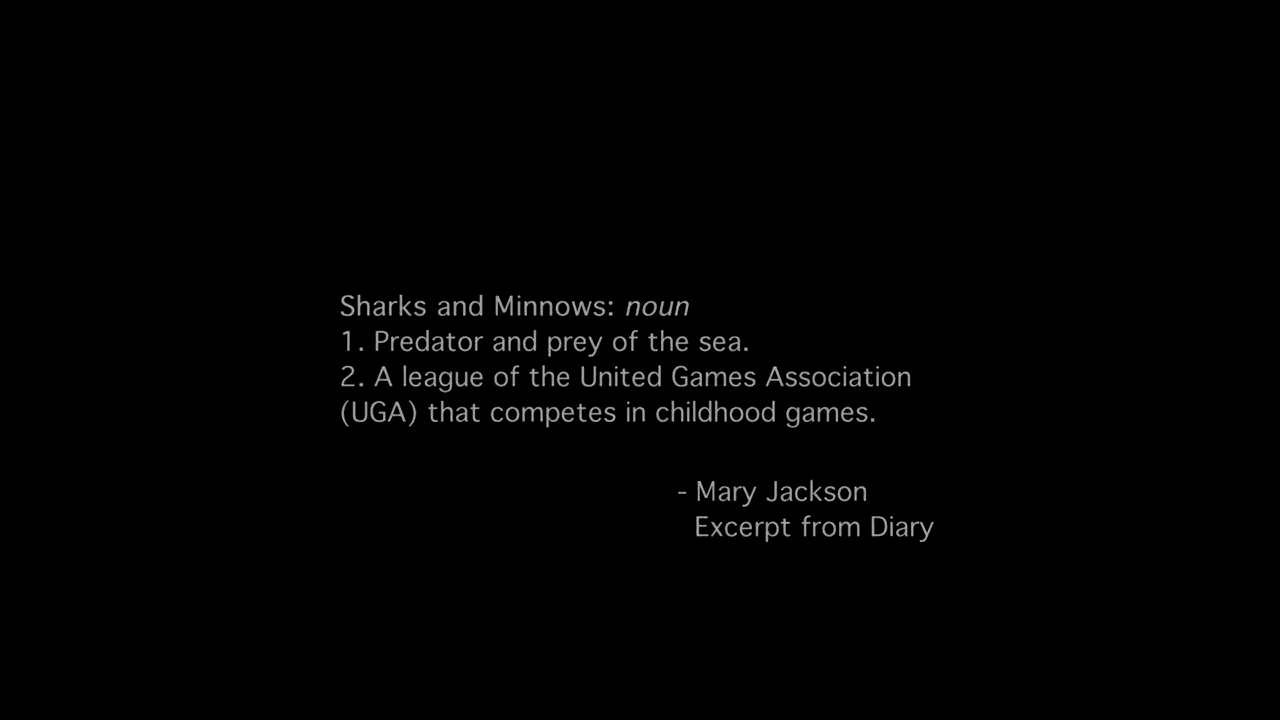 Sharks and Minnows: noun
1. Predator and prey of the sea.
2. A league of the United Games Association
(UGA) that competes in childhood games.
- Mary Jackson
Excerpt from Diary